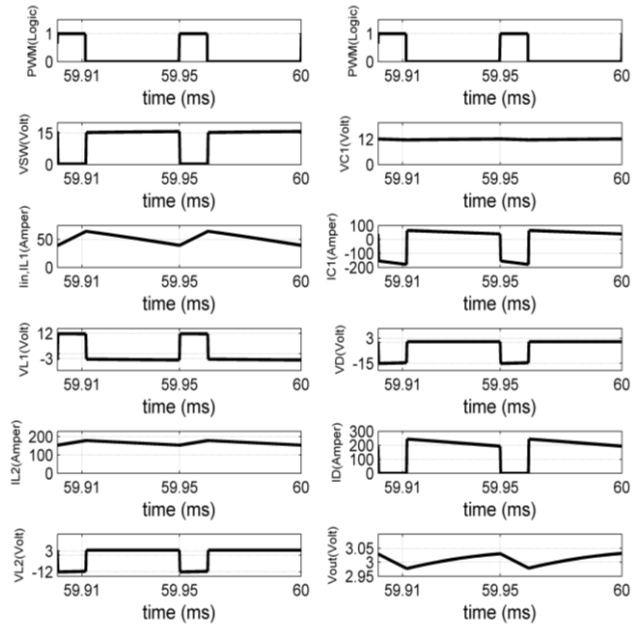 PWM(Logic)
1
0
59.91 59.95 60
time (ms)
PWM(Logic)
1
0
59.91 59.95 60
time (ms)
VSW(Volt)
15
0
59.91 59.95 60
time (ms)
VC1(Volt)
12
0
59.91 59.95 60
time (ms)
Iin,IL1(Amper)
50
0
59.91 59.95 60
time (ms)
IC1(Amper)
100
0
-100
-200
59.91 59.95 60
time (ms)
VL1(Volt)
12
-3
59.91 59.95 60
time (ms)
VD(Volt)
3
-15
59.91 59.95 60
time (ms)
IL2(Amper)
200
100
0
59.91 59.95 60
time (ms)
ID(Amper)
300
200
100
0
59.91 59.95 60
time (ms)
VL2(Volt)
3
-12
59.91 59.95 60
time (ms)
Vout(Volt)
3.05
3
2.95
59.91 59.95 60
time (ms)